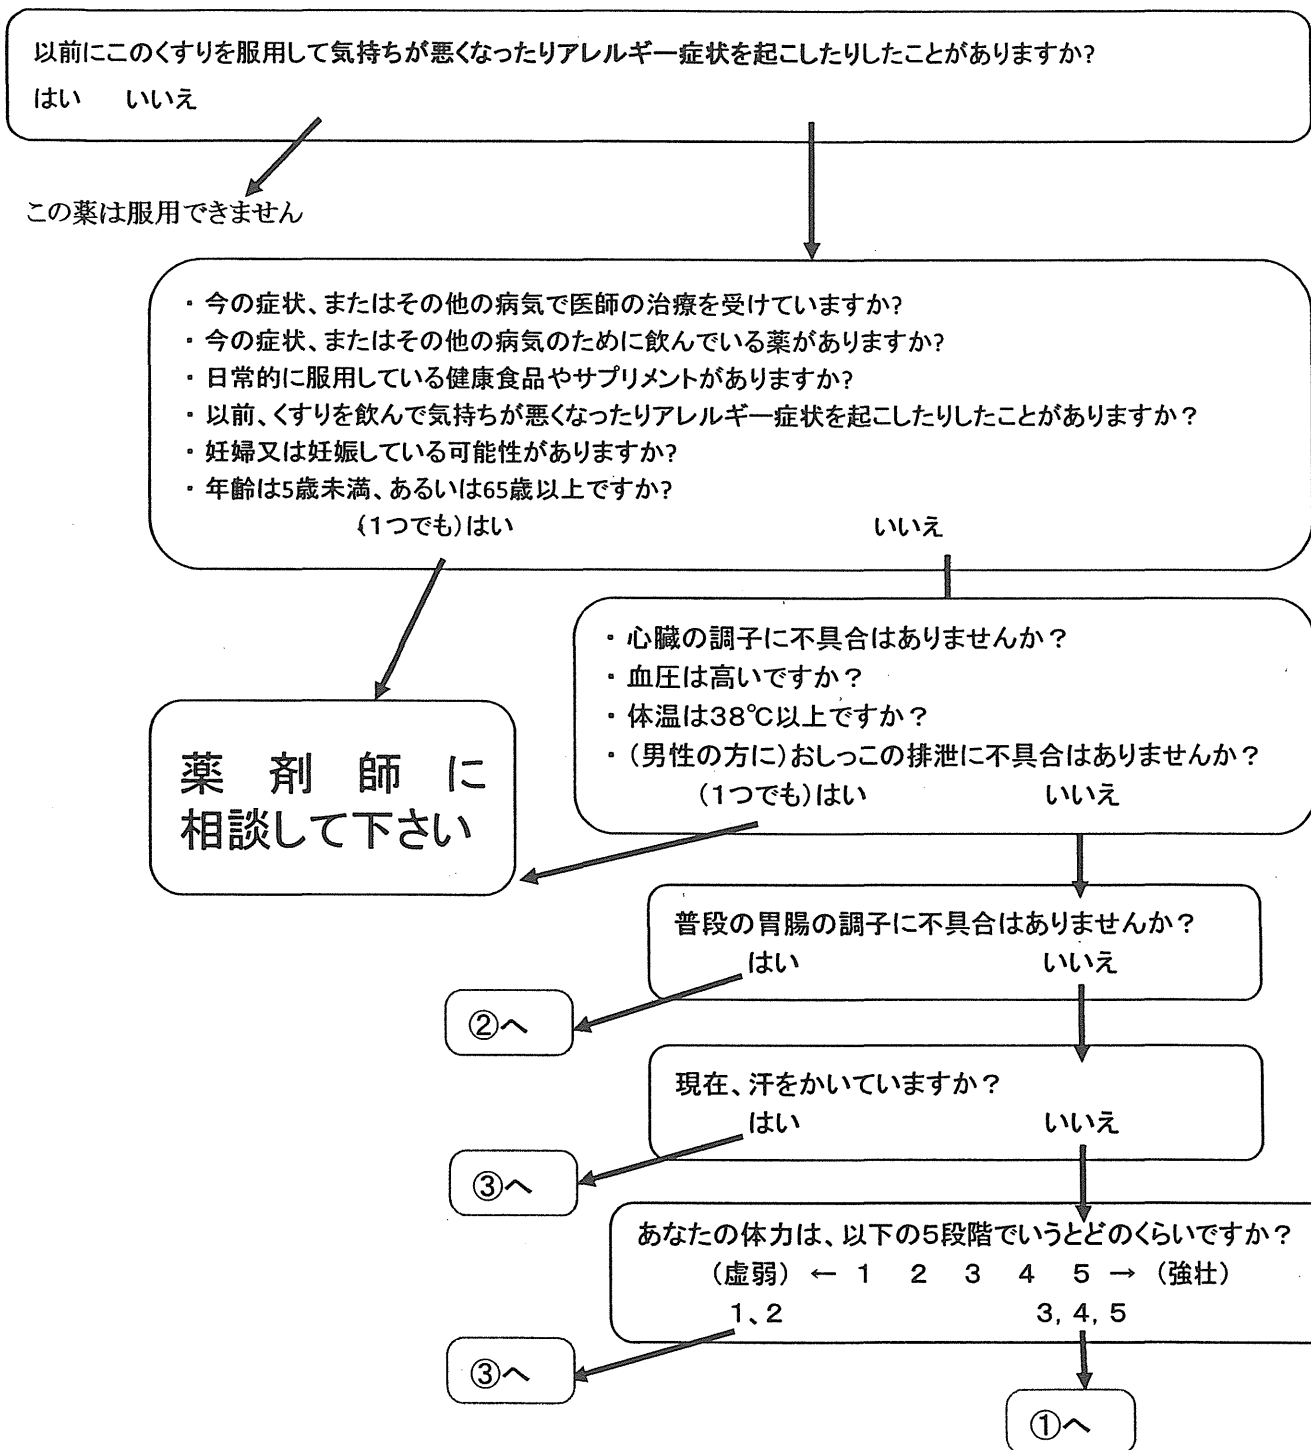 以前にこのくすりを服用して気持ちが悪くなったりアレルギー症状を起こしたりしたことがありますか?
はい いいえ
この薬は服用できません
・ 今の症状、またはその他の病気で医師の治療を受けていますか?
・ 今の症状、またはその他の病気のために飲んでいる薬がありますか?
・ 日常的に服用している健康食品やサプリメントがありますか?
・ 以前、くすりを飲んで気持ちが悪くなったりアレルギー症状を起こしたりしたことがありますか？
・ 妊婦又は妊娠している可能性がありますか?
・ 年齢は5歳未満、あるいは65歳以上ですか?
(1つでも)はい いいえ
・ 心臓の調子に不具合はありませんか？
・ 血圧は高いですか？
・ 体温は38℃以上ですか？
・ (男性の方に)おしっこの排泄に不具合はありませんか？
(1つでも)はい いいえ
薬剤師に
相談して下さい
普段の胃腸の調子に不具合はありませんか？
はい いいえ
②へ
現在、汗をかいていますか？
はい いいえ
③へ
あなたの体力は、以下の5段階でいうとどのくらいですか？
(虚弱) ← 1 2 3 4 5 → (強壮)
1、2 3, 4, 5
③へ
①へ